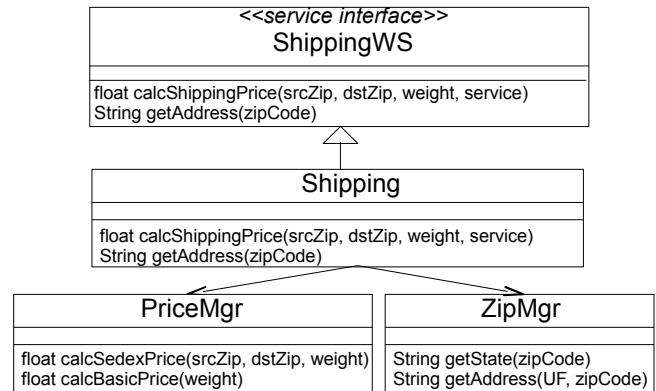 <<service interface>>
ShippingWS
float calcShippingPrice(srcZip, dstZip, weight, service)
String getAddress(zipCode)
Shipping
float calcShippingPrice(srcZip, dstZip, weight, service)
String getAddress(zipCode)
PriceMgr
float calcSedexPrice(srcZip, dstZip, weight)
float calcBasicPrice(weight)
ZipMgr
String getState(zipCode)
String getAddress(UF, zipCode)